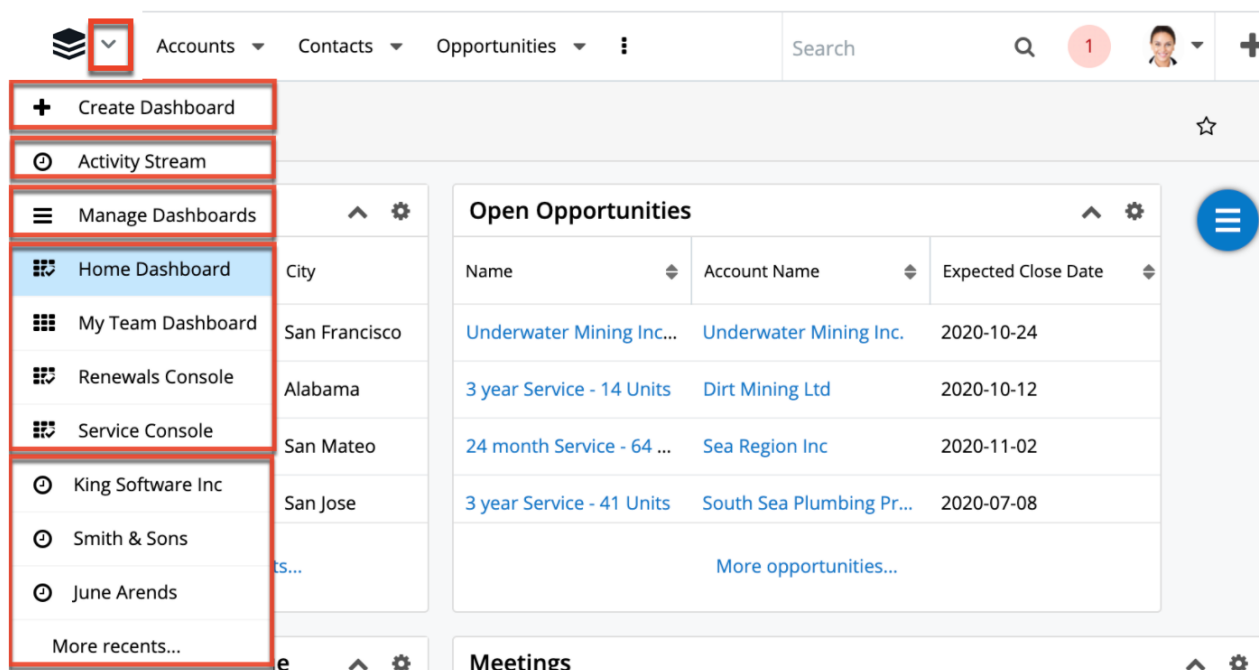 Accounts Contacts Opportunities Search 1
Create Dashboard
Activity Stream
Manage Dashboards
Home Dashboard
My Team Dashboard
Renewals Console
Service Console
King Software Inc
Smith & Sons
June Arends
More recents...
City
San Francisco
Alabama
San Mateo
San Jose
ts...
Open Opportunities
Name Account Name Expected Close Date
Underwater Mining Inc... Underwater Mining Inc. 2020-10-24
3 year Service - 14 Units Dirt Mining Ltd 2020-10-12
24 month Service - 64 ... Sea Region Inc 2020-11-02
3 year Service - 41 Units South Sea Plumbing Pr... 2020-07-08
More opportunities...
e
Meetings